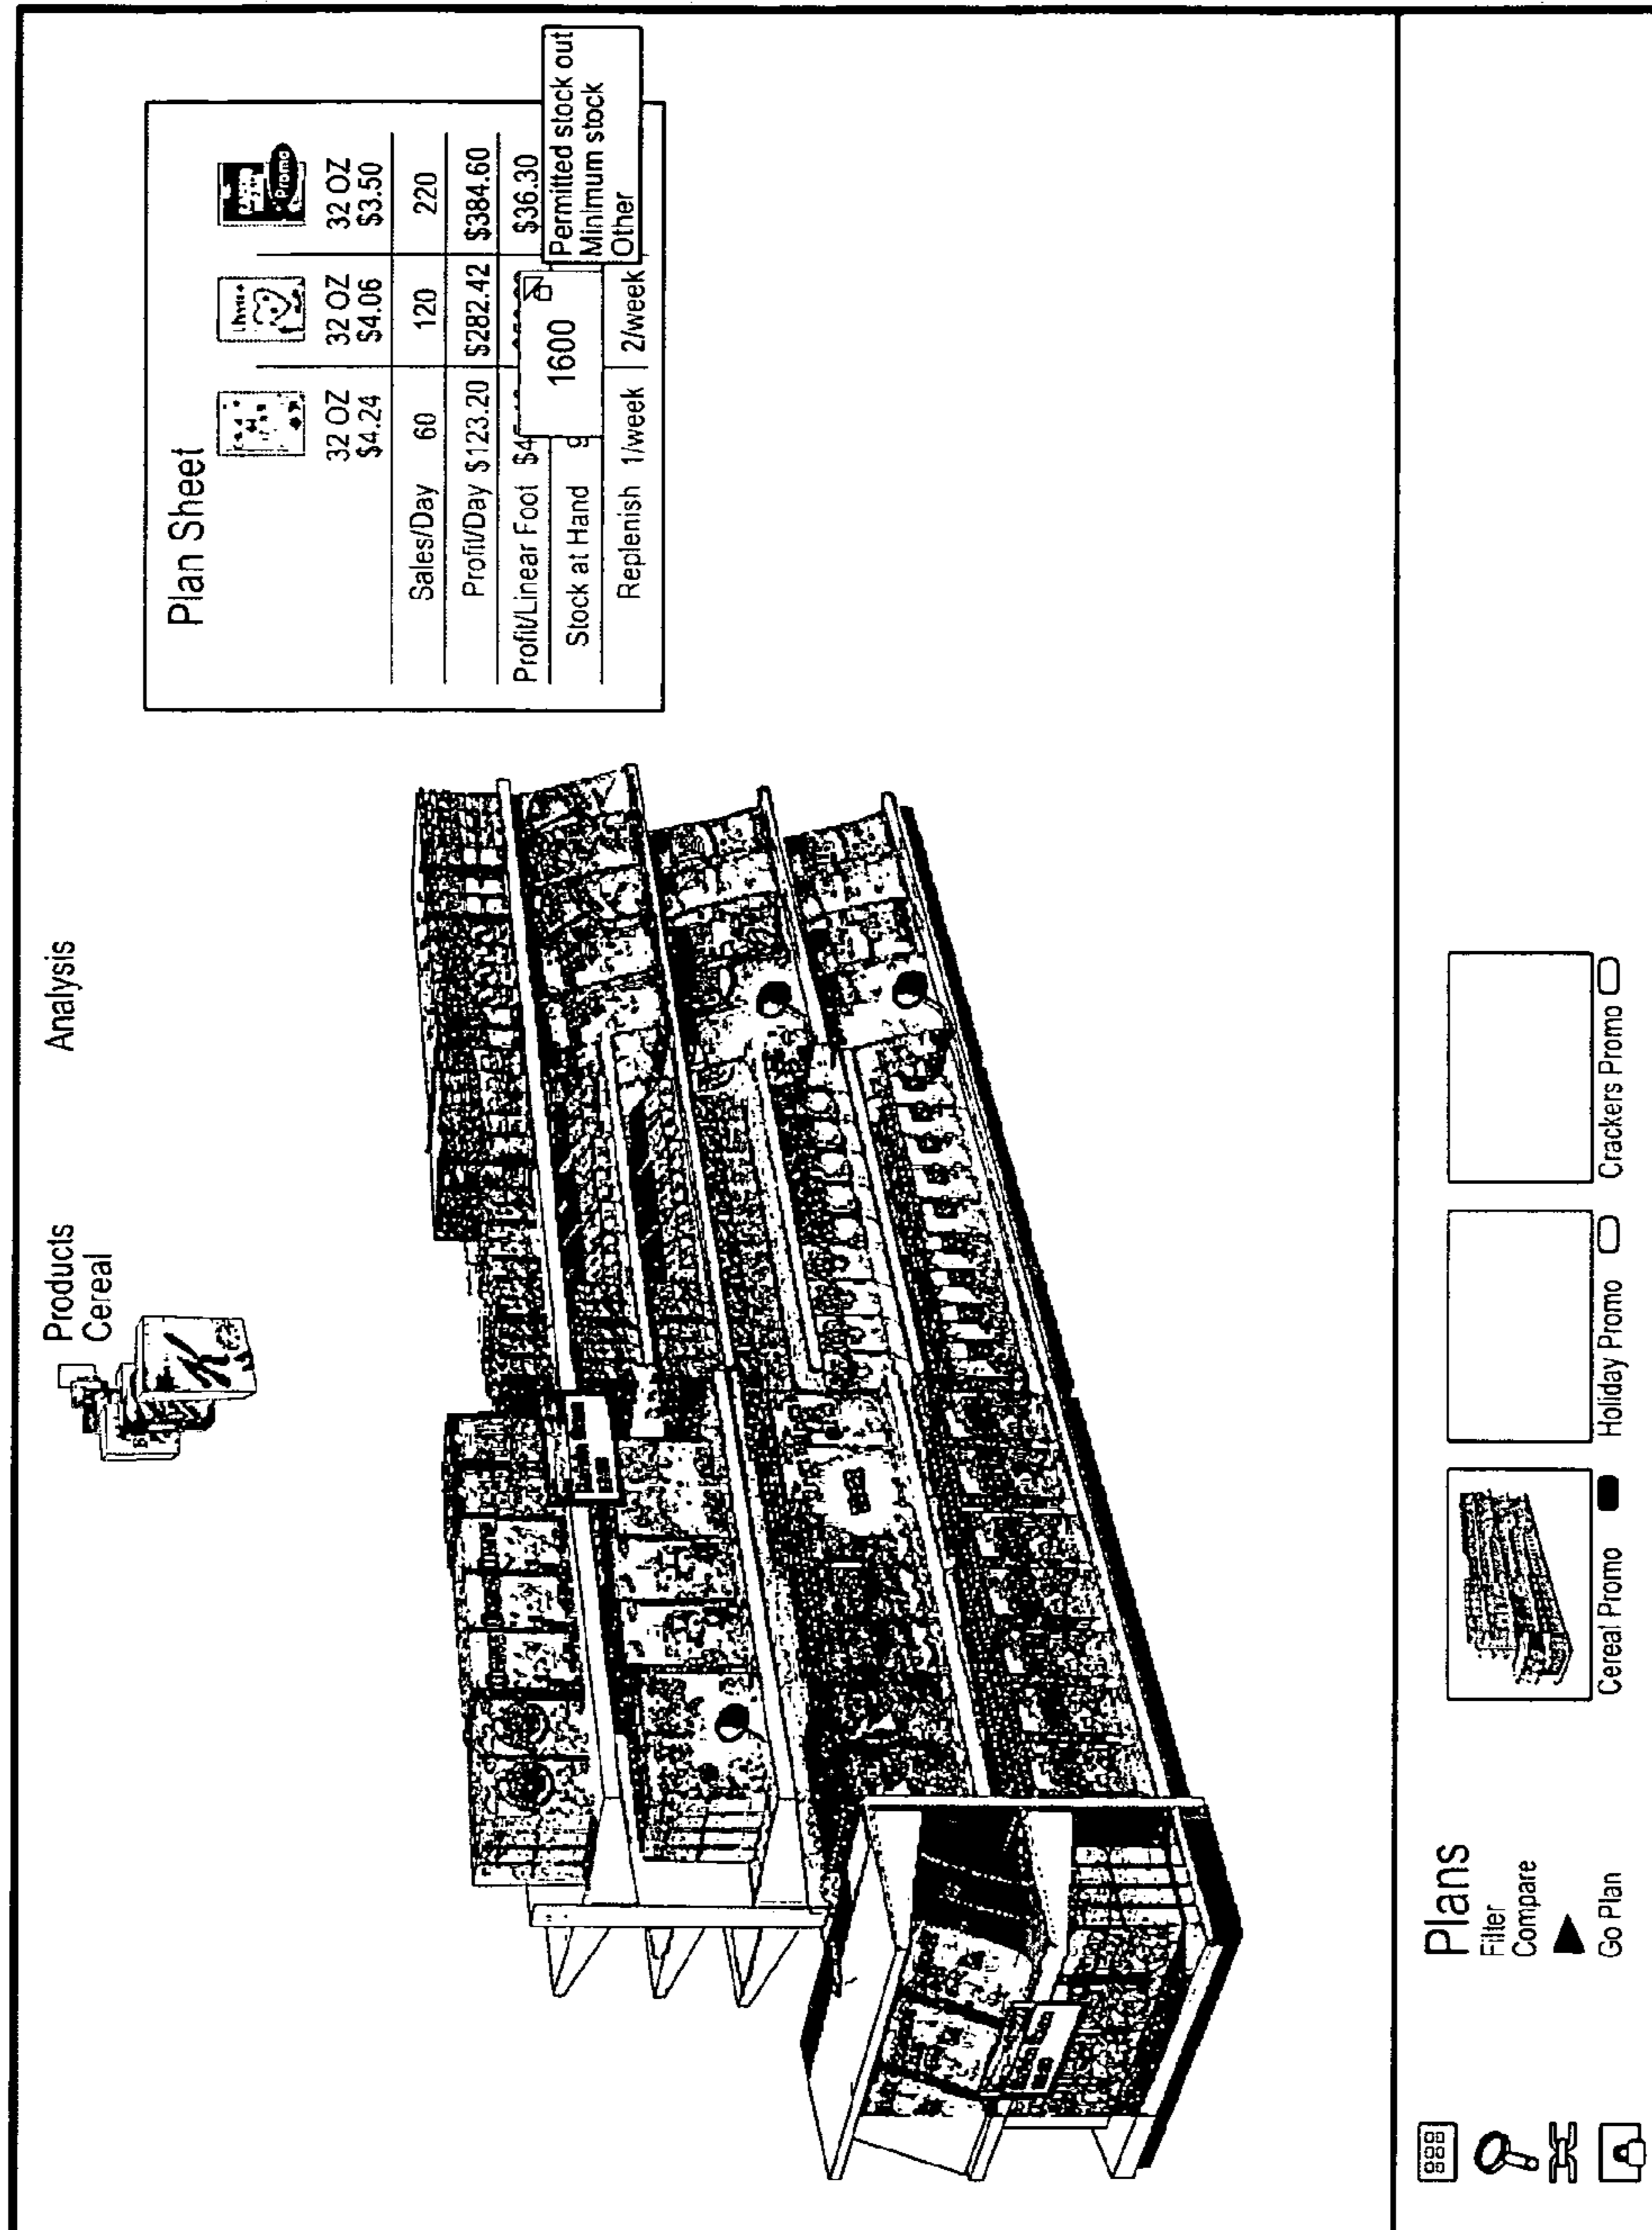 Products
Cereal
Analysis
Plan Sheet
Promo
32 OZ 32 OZ 32 OZ
$4.24 $4.06 $3.50
Sales/Day 60 120 220
Profit/Day $123.20 $282.42 $384.60
Profit/Linear Foot $36.30
Stock at Hand
1600
Permitted stock out
Minimum stock
Other
Replenish 1/week 2/week
Plans
Filter
Compare
Go Plan
Cereal Promo
Holiday Promo
Crackers Promo